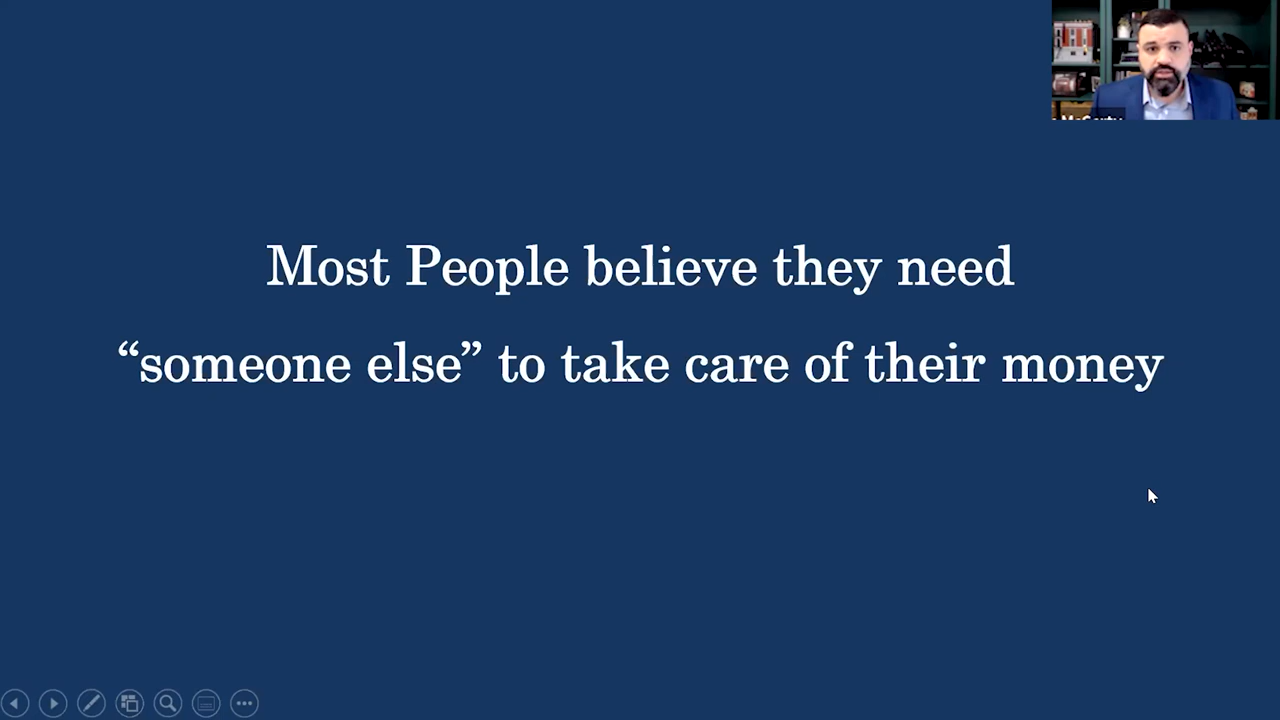 Most People believe they need
“someone else” to take care of their money